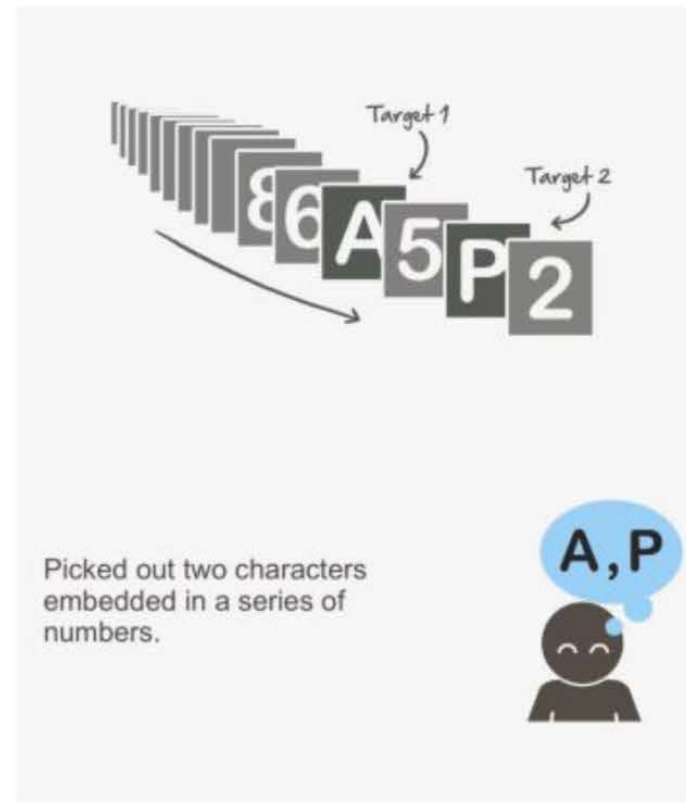 Target 1
Target 2
8
6
A
5
P
2
A, P
Picked out two characters
embedded in a series of
numbers.